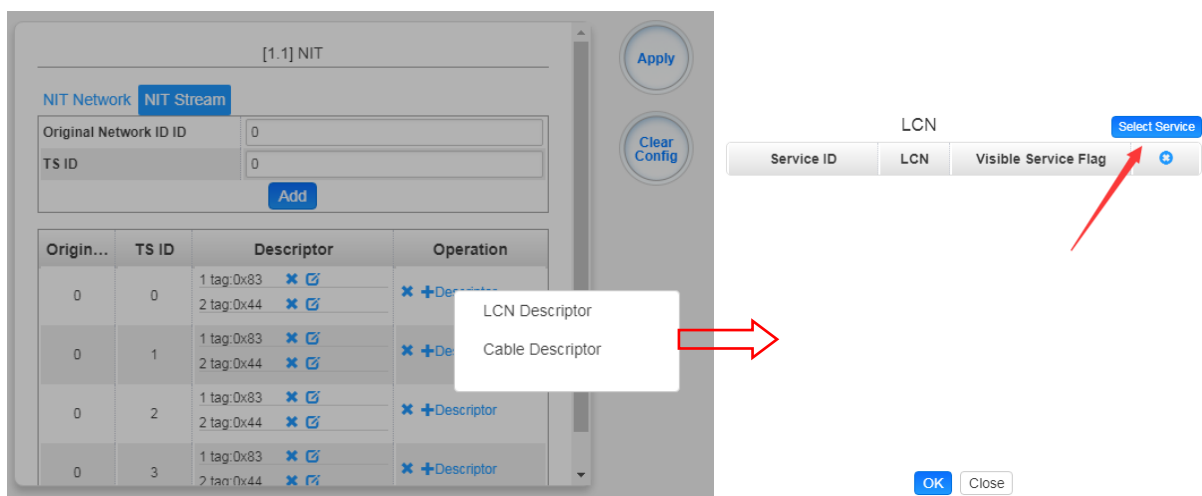 [1.1] NIT
NIT Network NIT Stream
Original Network ID ID 0
TS ID 0
Add
Origin... TS ID Descriptor Operation
0 0 1 tag:0x83 +Descriptor
2 tag:0x44
0 1 1 tag:0x83 +De
2 tag:0x44
0 2 1 tag:0x83 +Descriptor
2 tag:0x44
0 3 1 tag:0x83 +Descriptor
2 tag:0x44
Apply
Clear
Config
LCN Descriptor
Cable Descriptor
LCN Select Service
Service ID LCN Visible Service Flag
OK Close